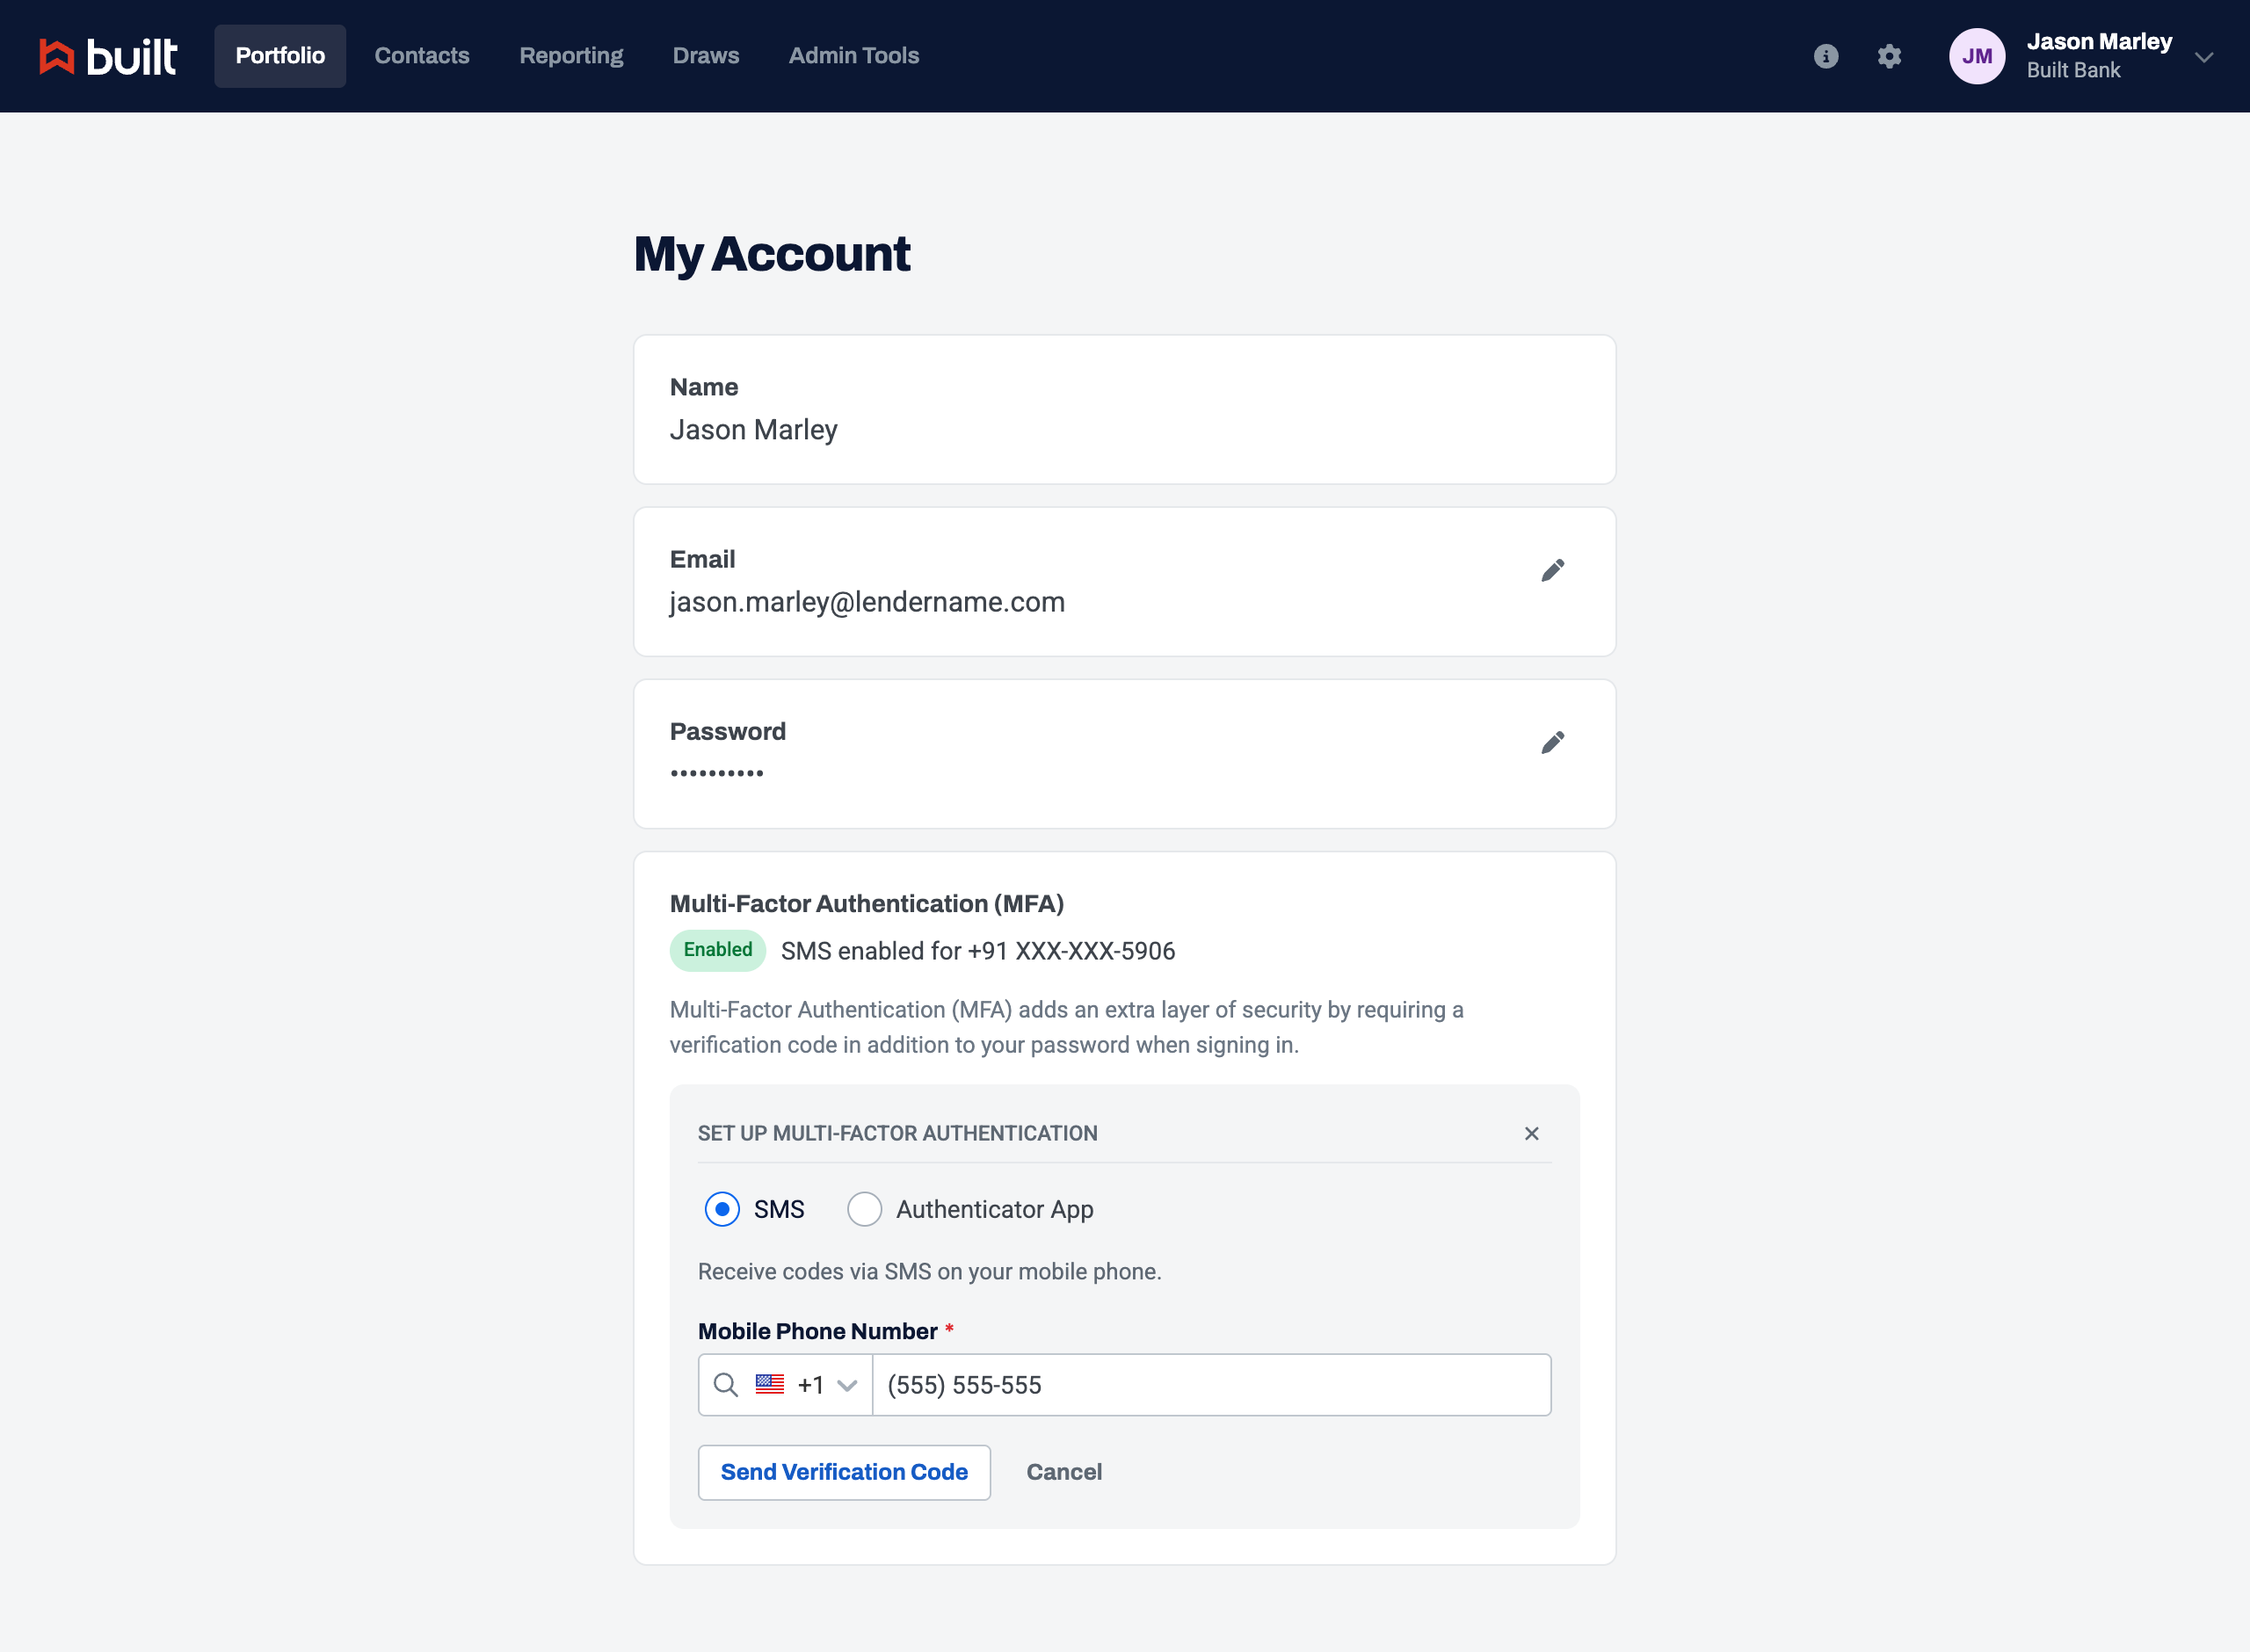 built
Portfolio
Contacts
Reporting
Draws
Admin Tools
JM
Jason Marley
Built Bank
My Account
Name
Jason Marley
Email
jason.marley@lendername.com
Password
••••••••••
Multi-Factor Authentication (MFA)
Enabled
SMS enabled for +91 XXX-XXX-5906
Multi-Factor Authentication (MFA) adds an extra layer of security by requiring a
verification code in addition to your password when signing in.
SET UP MULTI-FACTOR AUTHENTICATION
SMS
Authenticator App
Receive codes via SMS on your mobile phone.
Mobile Phone Number *
+1
(555) 555-555
Send Verification Code
Cancel